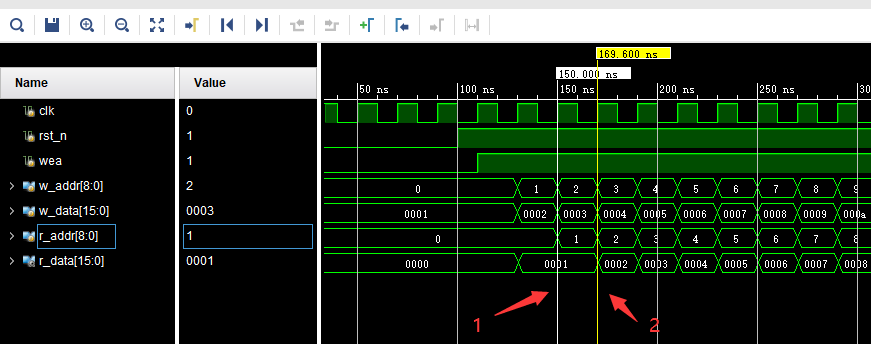 169.600 ns
150.000 ns
Name Value
50 ns 100 ns 150 ns 200 ns 250 ns 30
clk 0
rst_n 1
wea 1
w_addr[8:0] 2 0 1 2 3 4 5 6 7 8 9
w_data[15:0] 0003 0001 0002 0003 0004 0005 0006 0007 0008 0009 000a
r_addr[8:0] 1 0 1 2 3 4 5 6 7 8
r_data[15:0] 0001 0000 0001 0002 0003 0004 0005 0006 0007 0008
1 2